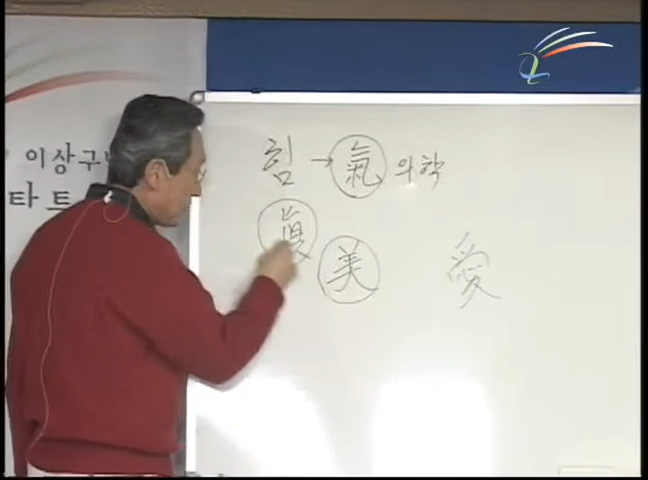 이상구
타트
힘 → 氣 의학
眞
美
愛